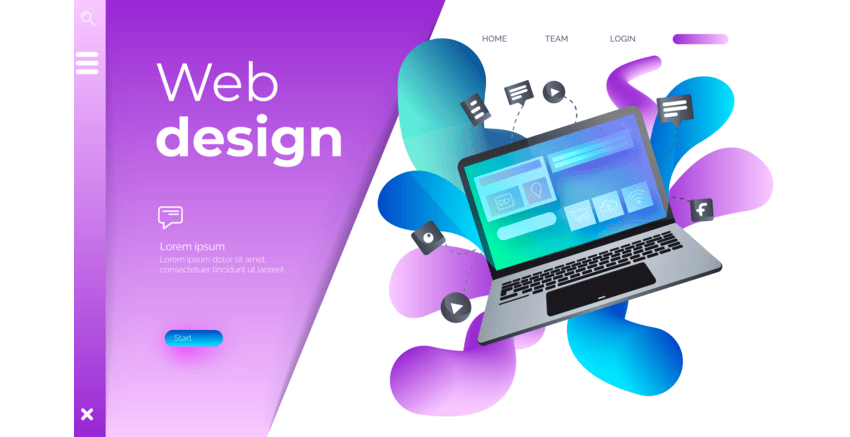 HOME TEAM LOGIN
Web
design
Lorem ipsum
Lorem ipsum dolor sit amet,
consectetuer tincidunt ut laoreet
Start